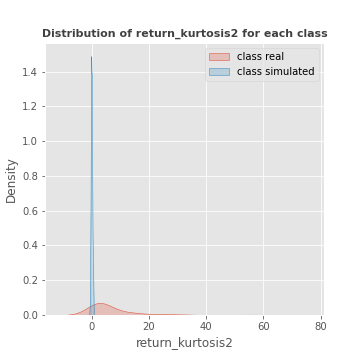 Distribution of return_kurtosis2 for each class
class real
class simulated
1.4
1.2
1.0
0.8
0.6
0.4
0.2
0.0
Density
0 20 40 60 80
return_kurtosis2